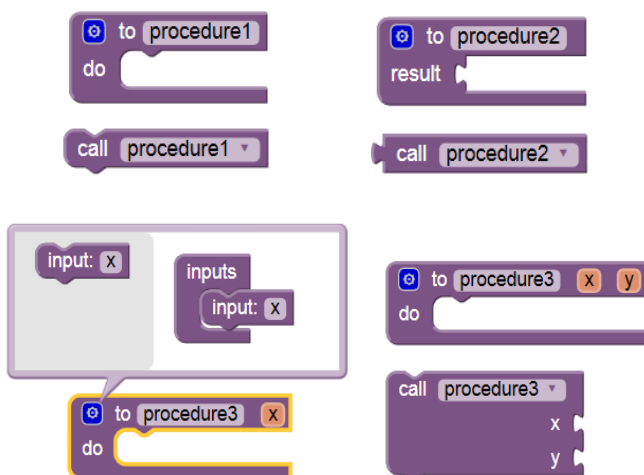 to procedure1
do
call procedure1
to procedure2
result
call procedure2
input: x
inputs
input: x
to procedure3 x
do
to procedure3 x y
do
call procedure3
x
y